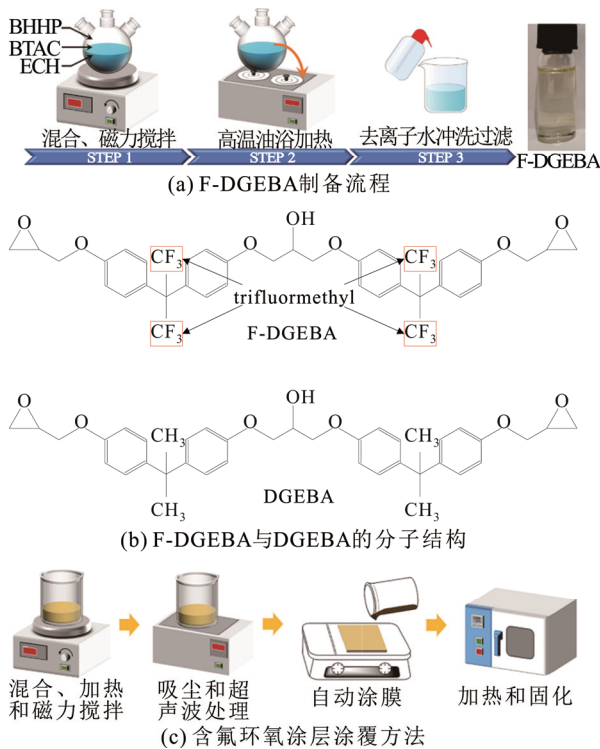 BHHP
BTAC
ECH
混合、磁力搅拌
高温油浴加热
去离子水冲洗过滤
STEP 1
STEP 2
STEP 3
F-DGEBA
(a) F-DGEBA制备流程
O
O
OH
O
O
O
O
CF3
CF3
trifluormethyl
CF3
CF3
F-DGEBA
O
O
OH
O
O
O
O
CH3
CH3
CH3
CH3
DGEBA
(b) F-DGEBA与DGEBA的分子结构
混合、加热
和磁力搅拌
吸尘和超
声波处理
自动涂膜
加热和固化
(c) 含氟环氧涂层涂覆方法